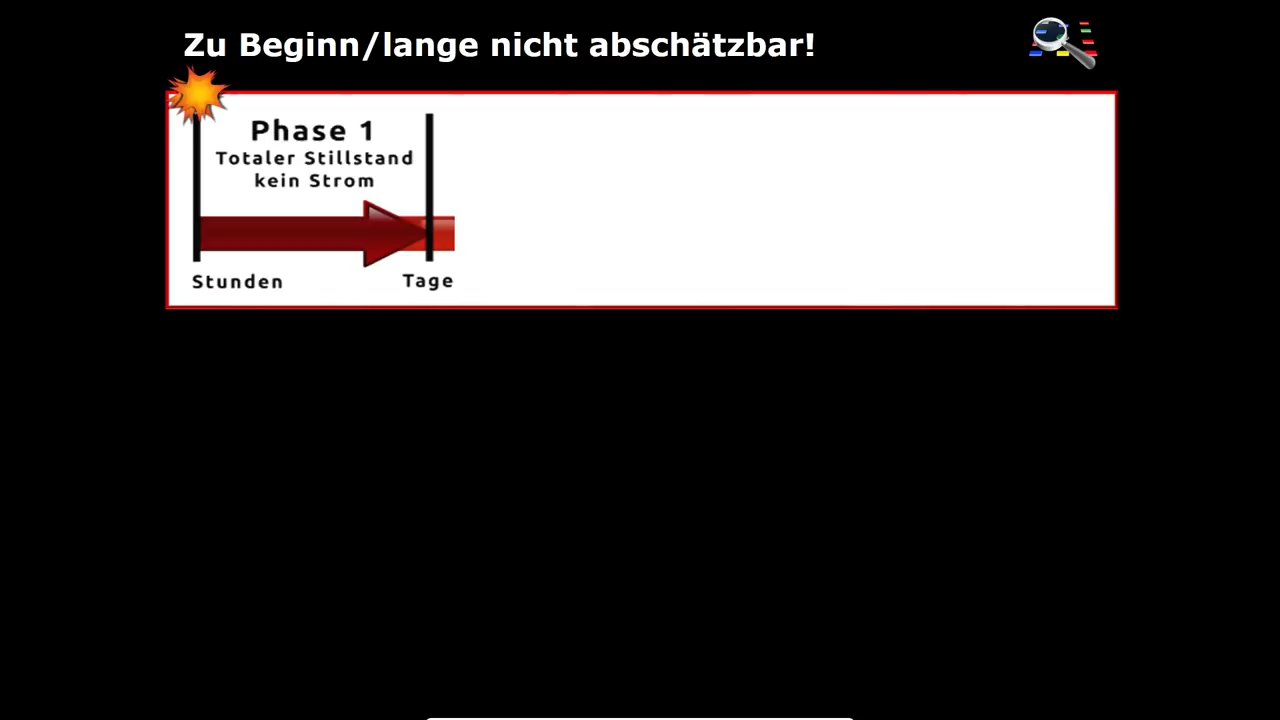 Zu Beginn/lange nicht abschätzbar!
Phase 1
Totaler Stillstand
kein Strom
Stunden
Tage